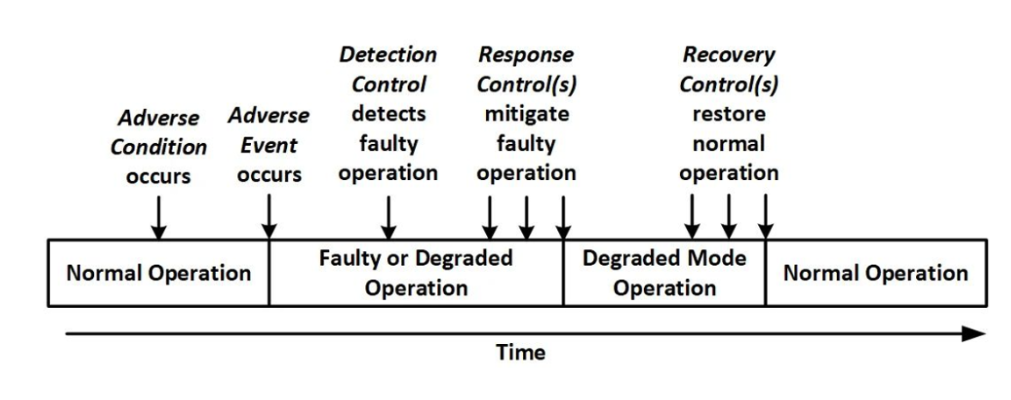 Adverse
Condition
occurs
Adverse
Event
occurs
Detection
Control
detects
faulty
operation
Response
Control(s)
mitigate
faulty
operation
Recovery
Control(s)
restore
normal
operation
Normal Operation
Faulty or Degraded
Operation
Degraded Mode
Operation
Normal Operation
Time